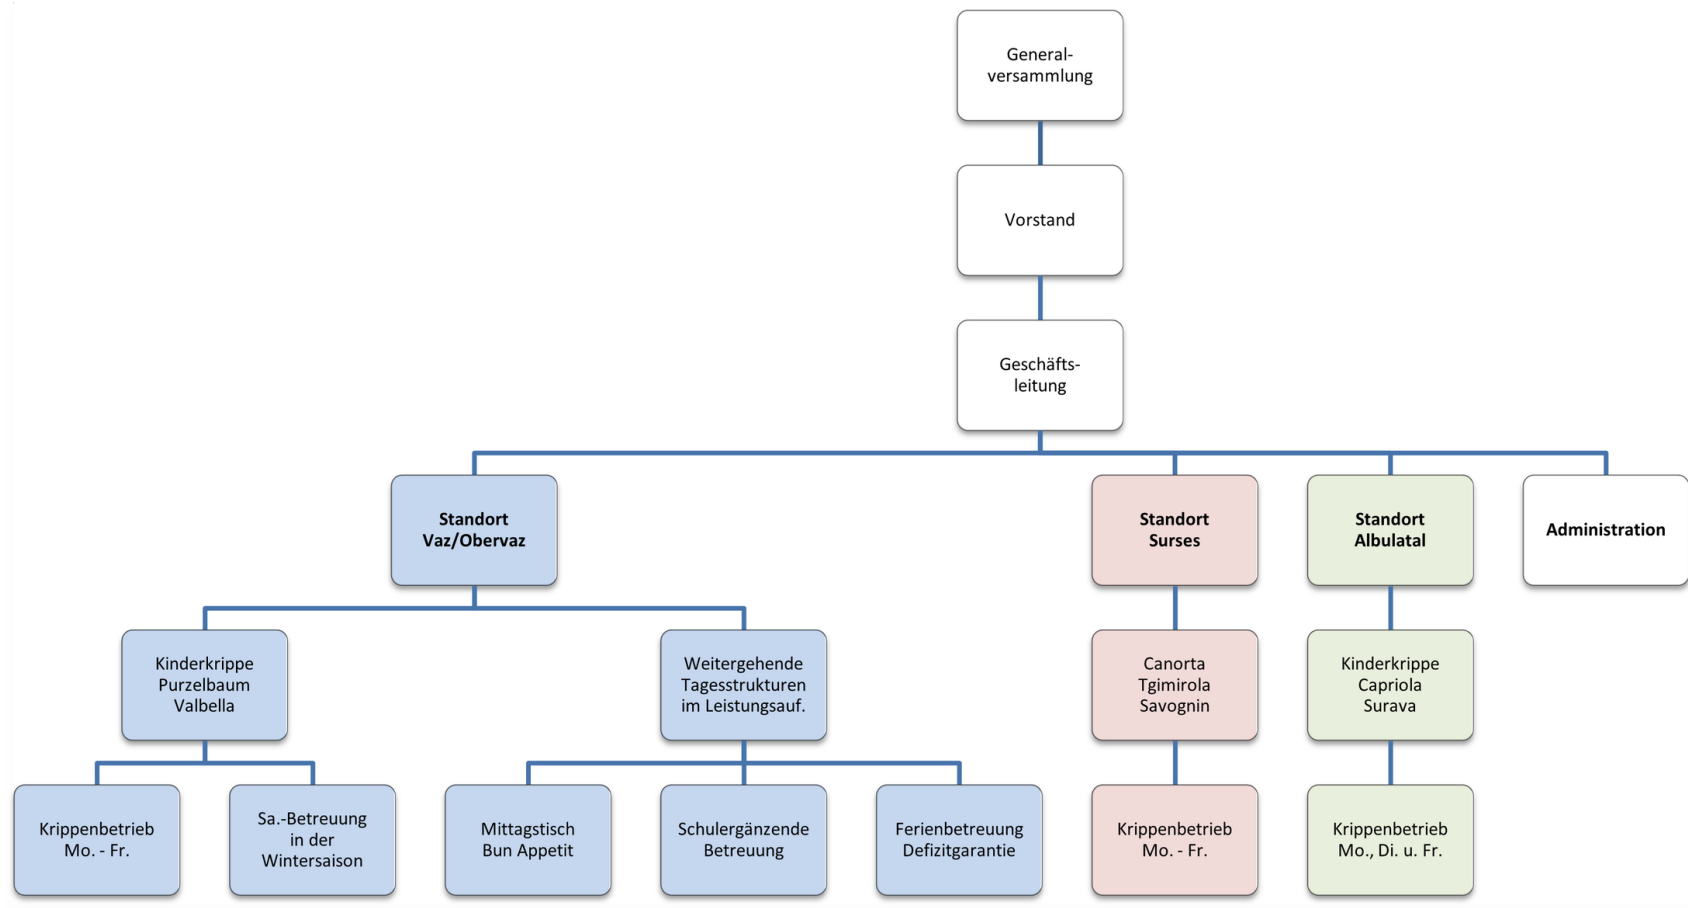 General-
versammlung
Vorstand
Geschäfts-
leitung
Standort
Vaz/Obervaz
Standort
Surses
Standort
Albulatal
Administration
Kinderkrippe
Purzelbaum
Valbella
Weitergehende
Tagesstrukturen
im Leistungsauf.
Canorta
Tgimirola
Savognin
Kinderkrippe
Capriola
Surava
Krippenbetrieb
Mo. - Fr.
Sa.-Betreuung
in der
Wintersaison
Mittagstisch
Bun Appetit
Schulergänzende
Betreuung
Ferienbetreuung
Defizitgarantie
Krippenbetrieb
Mo. - Fr.
Krippenbetrieb
Mo., Di. u. Fr.